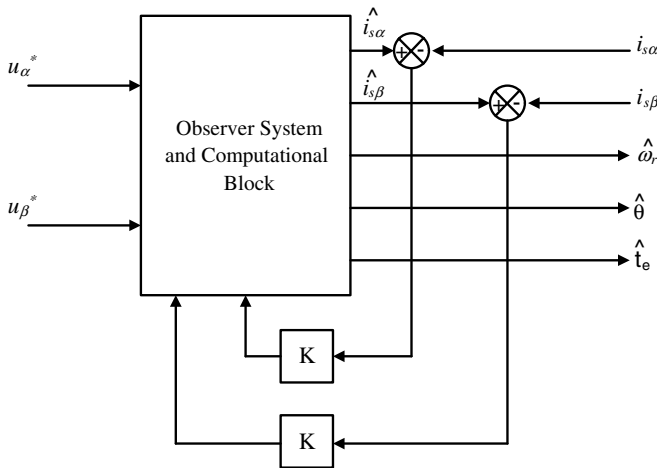 î_sα
+ -
i_sα
u_α*
î_sβ
+ -
i_sβ
Observer System
and Computational
Block
ω̂_r
u_β*
θ̂
t̂_e
K
K